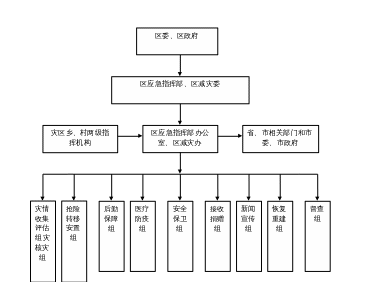 区委、区政府
区应急指挥部、区减灾委
灾区乡、村两级指
挥机构
区应急指挥部办公
室、区减灾办
省、市相关部门和市
委、市政府
灾情
收集
评估
组灾
核灾
组
抢险
转移
安置
组
后勤
保障
组
医疗
防疫
组
安全
保卫
组
接收
捐赠
组
新闻
宣传
组
恢复
重建
组
督查
组